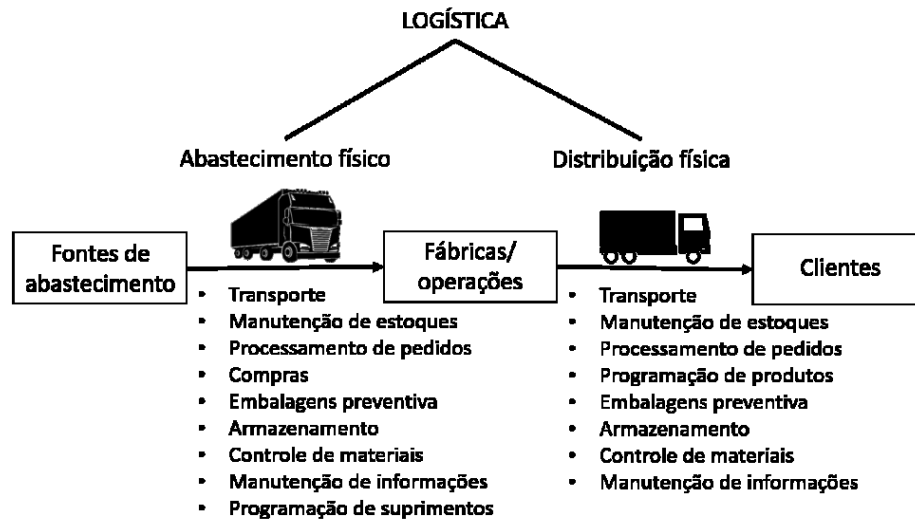 LOGÍSTICA
Abastecimento físico
Distribuição física
Fontes de
abastecimento
Fábricas/
operações
Clientes
• Transporte
• Manutenção de estoques
• Processamento de pedidos
• Compras
• Embalagens preventiva
• Armazenamento
• Controle de materiais
• Manutenção de informações
• Programação de suprimentos
• Transporte
• Manutenção de estoques
• Processamento de pedidos
• Programação de produtos
• Embalagens preventiva
• Armazenamento
• Controle de materiais
• Manutenção de informações